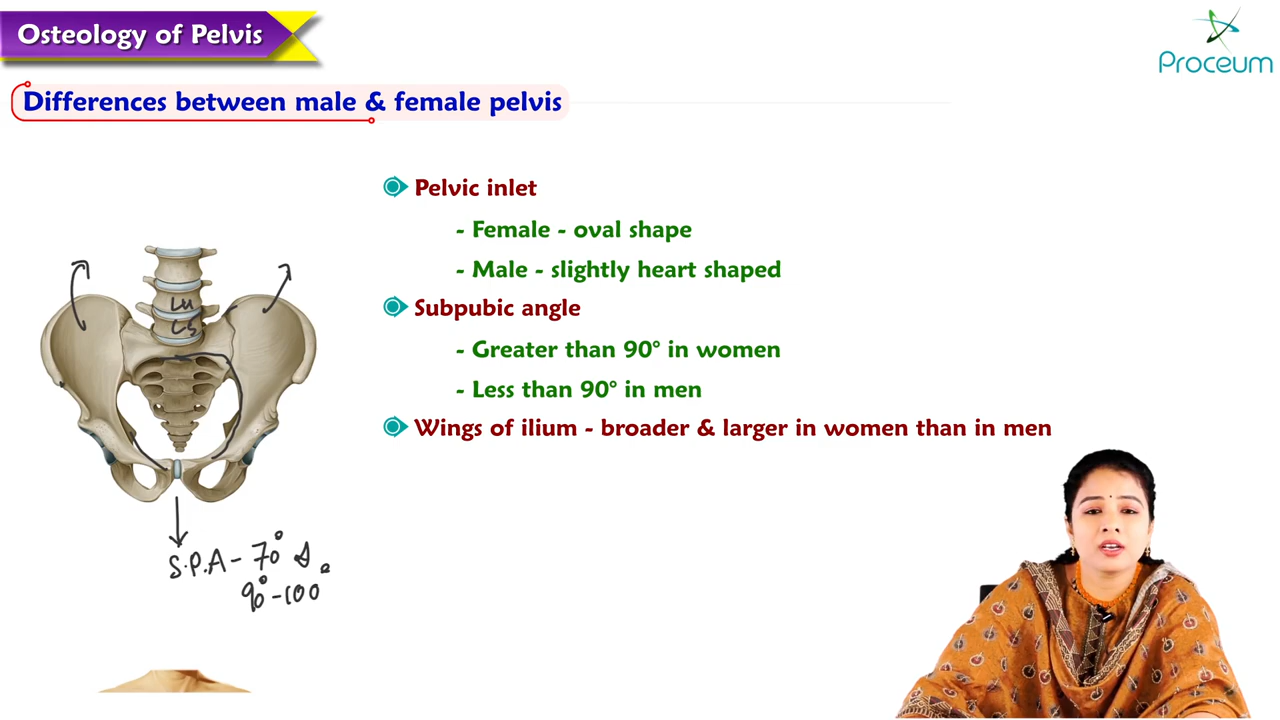 Osteology of Pelvis
Proceum
Differences between male & female pelvis
Pelvic inlet
- Female - oval shape
- Male - slightly heart shaped
Subpubic angle
- Greater than 90° in women
- Less than 90° in men
Wings of ilium - broader & larger in women than in men
L4
L5
S.P.A - 70°
90° - 100